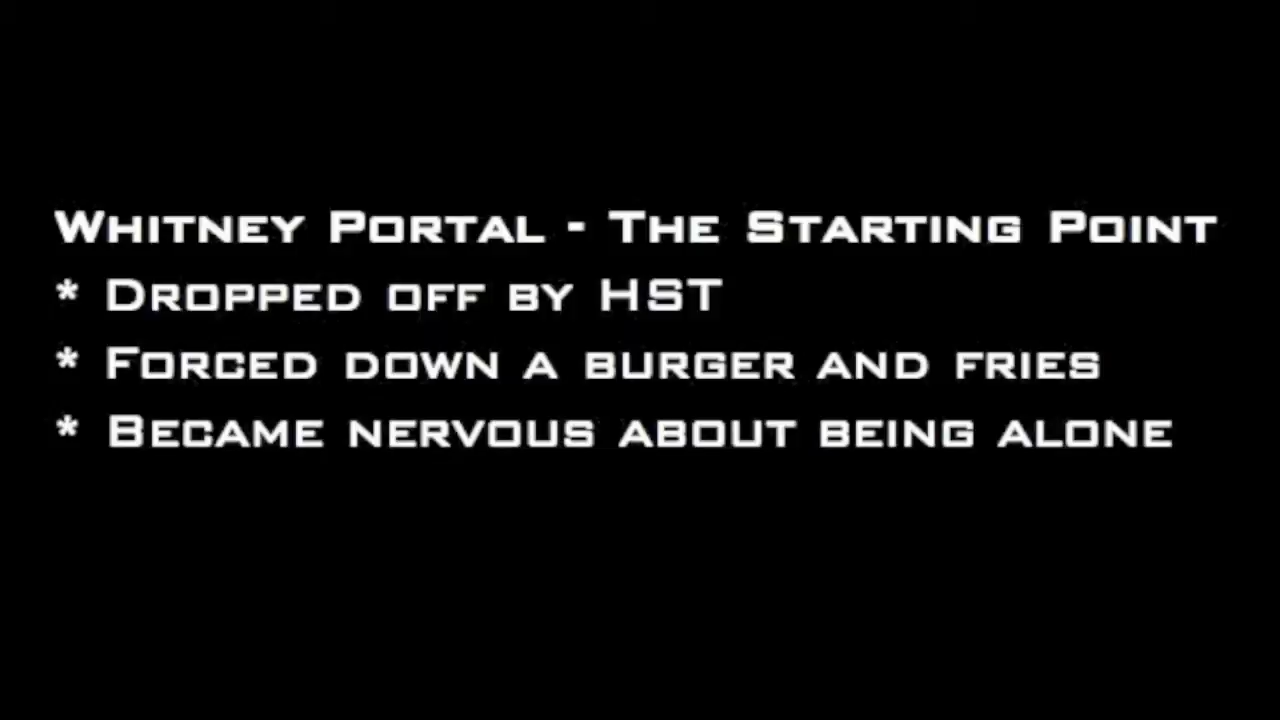 Whitney Portal - The Starting Point
* Dropped off by HST
* Forced down a burger and fries
* Became nervous about being alone